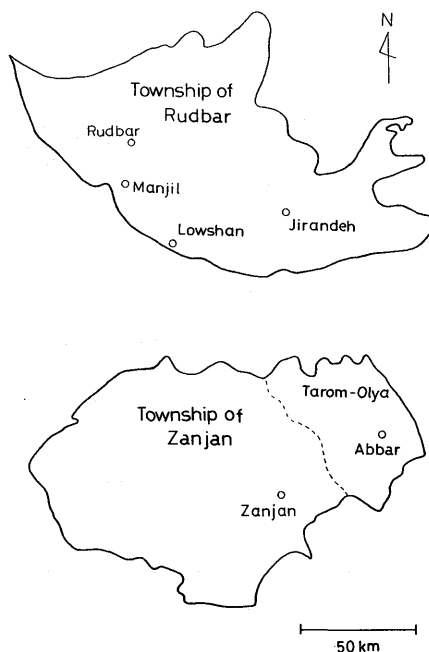 N
Township of
Rudbar
Rudbar
Manjil
Lowshan
Jirandeh
Tarom-Olya
Township of
Zanjan
Abbar
Zanjan
50 km